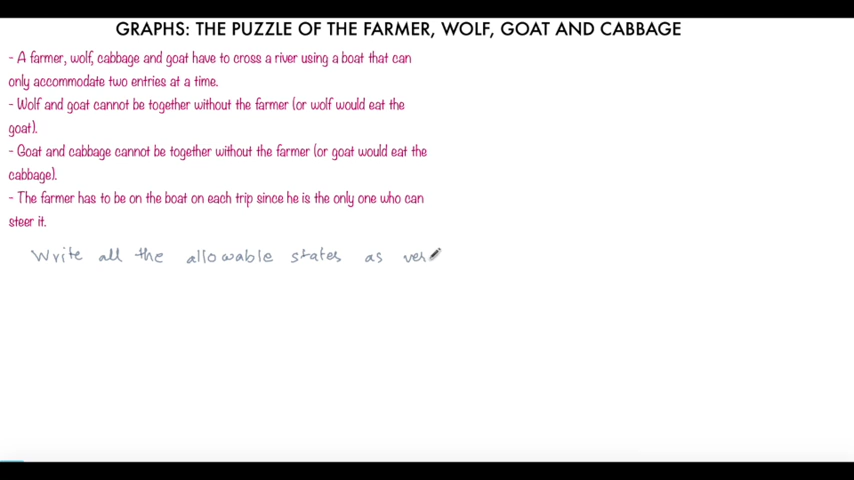 GRAPHS: THE PUZZLE OF THE FARMER, WOLF, GOAT AND CABBAGE
- A farmer, wolf, cabbage and goat have to cross a river using a boat that can
only accommodate two entries at a time.
- Wolf and goat cannot be together without the farmer (or wolf would eat the
goat).
- Goat and cabbage cannot be together without the farmer (or goat would eat the
cabbage).
- The farmer has to be on the boat on each trip since he is the only one who can
steer it.
Write all the allowable states as ver